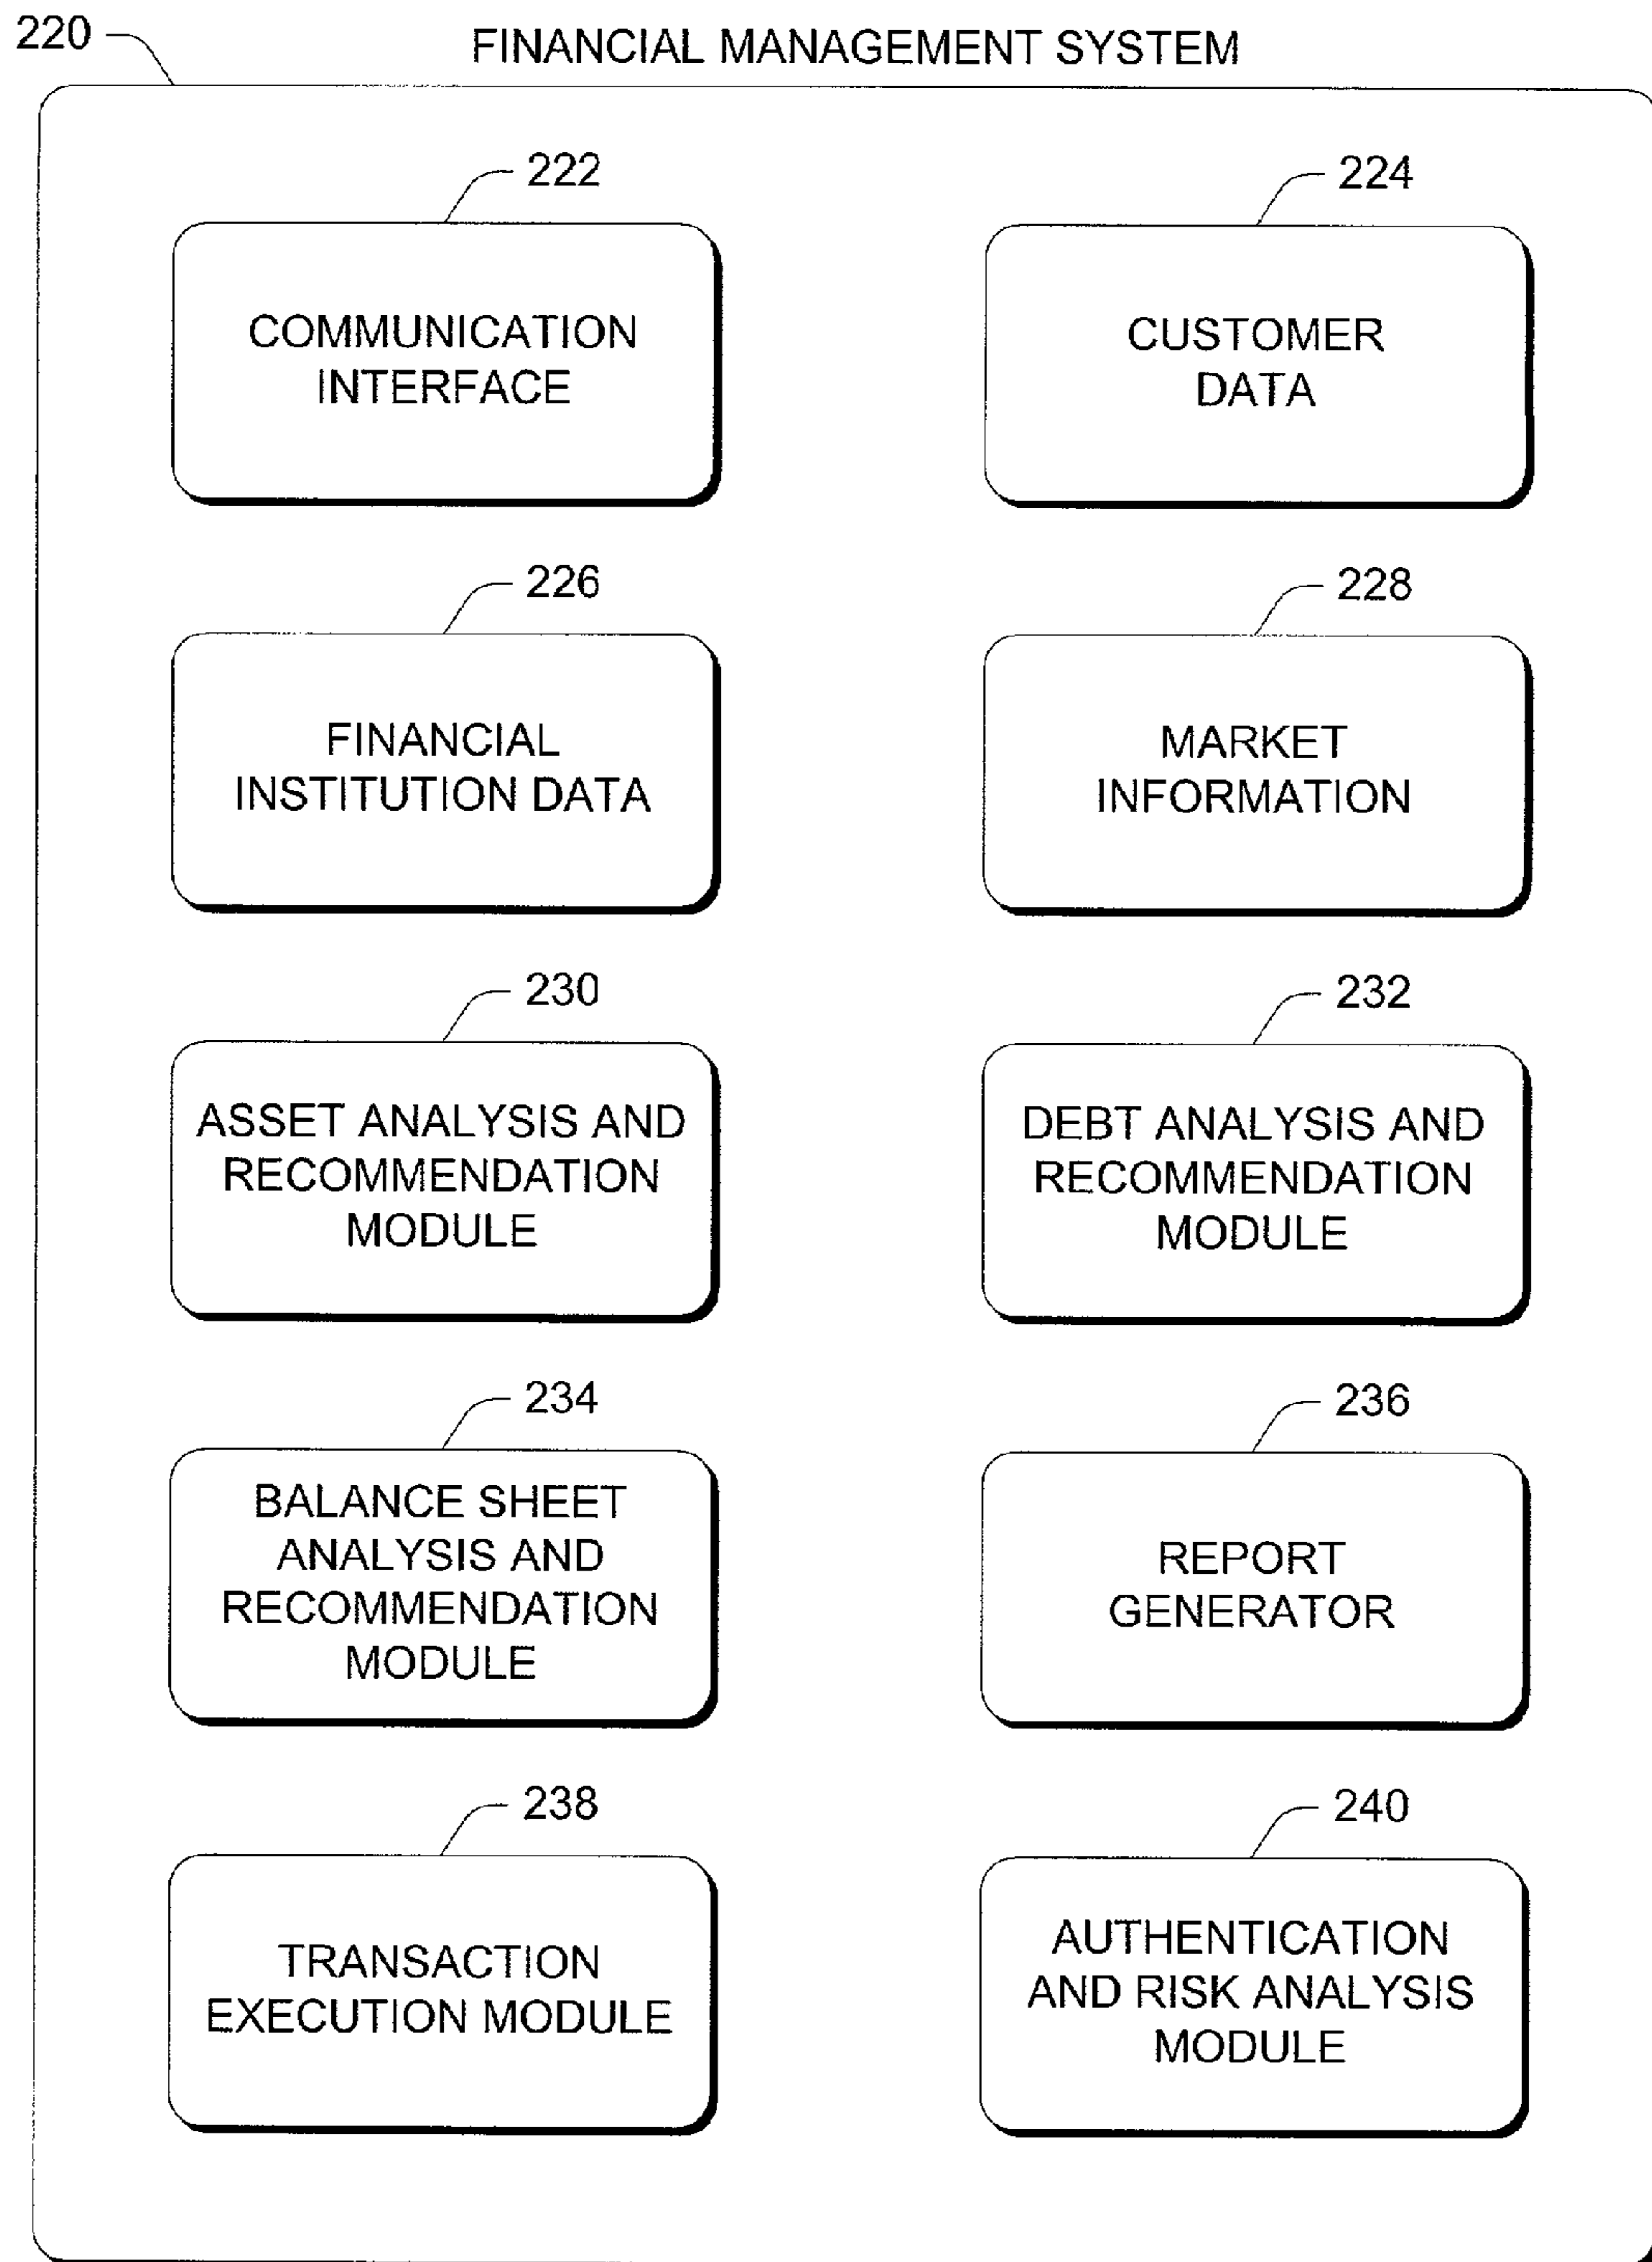 220
FINANCIAL MANAGEMENT SYSTEM
222
COMMUNICATION
INTERFACE
224
CUSTOMER
DATA
226
FINANCIAL
INSTITUTION DATA
228
MARKET
INFORMATION
230
ASSET ANALYSIS AND
RECOMMENDATION
MODULE
232
DEBT ANALYSIS AND
RECOMMENDATION
MODULE
234
BALANCE SHEET
ANALYSIS AND
RECOMMENDATION
MODULE
236
REPORT
GENERATOR
238
TRANSACTION
EXECUTION MODULE
240
AUTHENTICATION
AND RISK ANALYSIS
MODULE